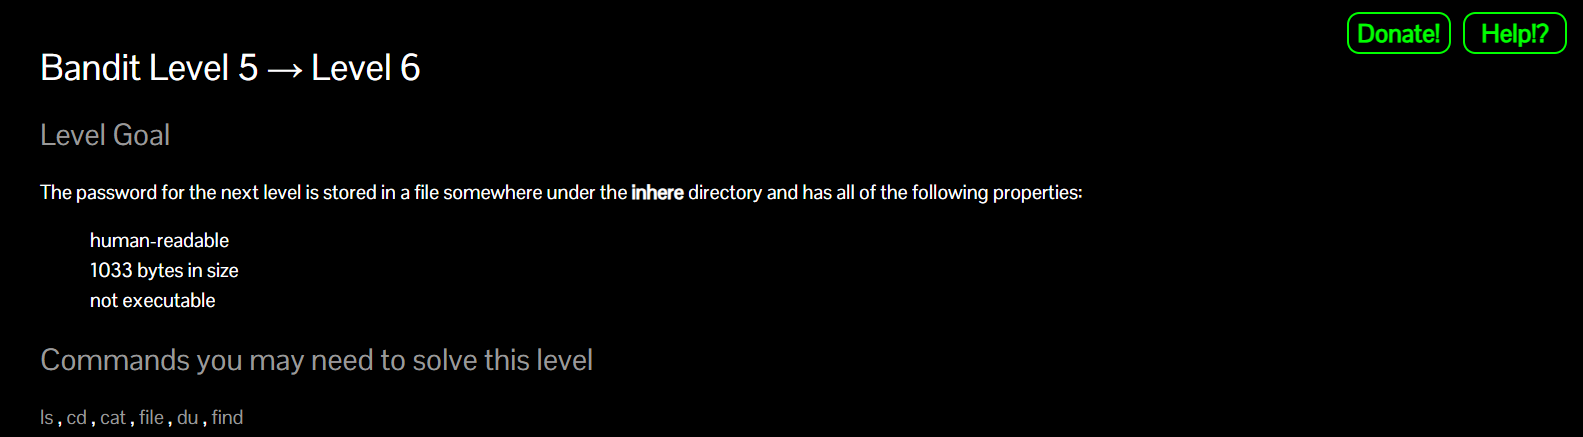 Donate! Help!?
Bandit Level 5 → Level 6
Level Goal
The password for the next level is stored in a file somewhere under the inhere directory and has all of the following properties:
human-readable
1033 bytes in size
not executable
Commands you may need to solve this level
ls , cd , cat , file , du , find